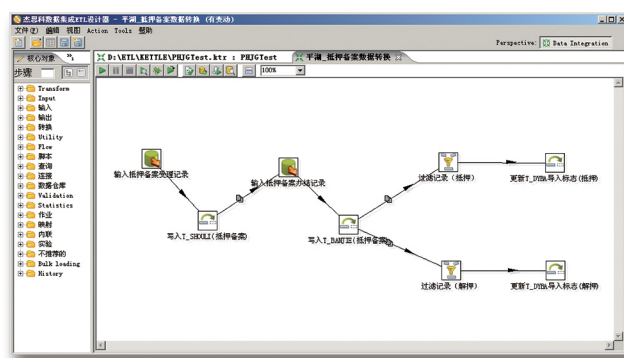 杰思科数据集成ETL设计器 - 平湖_抵押备案数据转换 (有变动)
文件(F) 编辑 视图 Action Tools 帮助
Perspective: Data Integration
核心对象
D:\ETL\KETTLE\PHJGTest.ktr : PHJGTest
平湖_抵押备案数据转换
步骤
100%
Transform
Input
输入
输出
转换
Utility
Flow
脚本
查询
连接
数据仓库
Validation
Statistics
作业
映射
内联
实验
不推荐的
Bulk loading
History
输入抵押备案受理记录
输入抵押备案办结记录
过滤记录 (抵押)
更新T_DYBA导入标志(抵押)
写入T_SHOULI(抵押备案)
写入T_BANJIE(抵押备案)
过滤记录 (解押)
更新T_DYBA导入标志(解押)